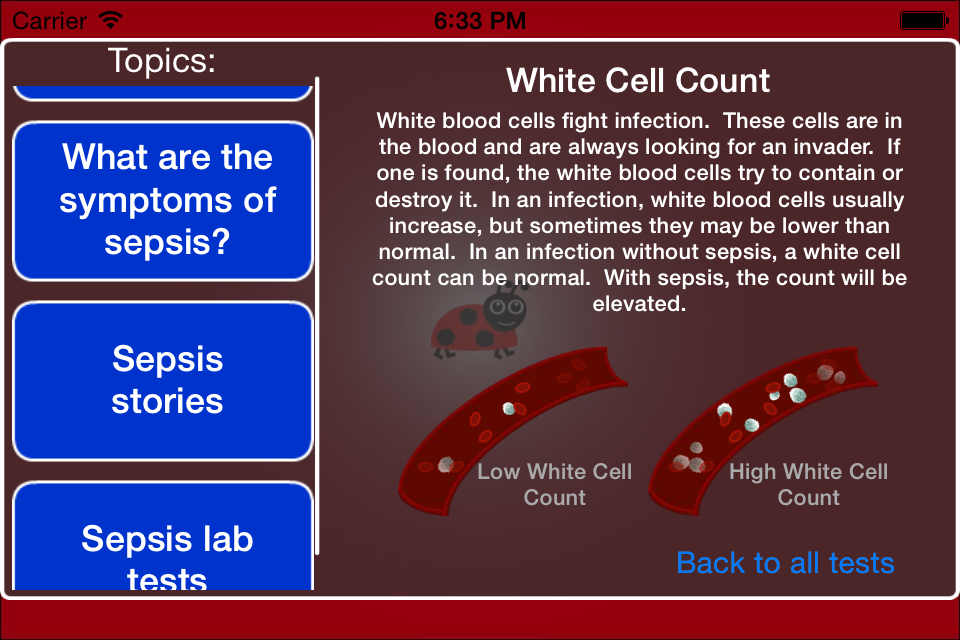 Carrier
6:33 PM
Topics:
What are the
symptoms of
sepsis?
Sepsis
stories
Sepsis lab
tests
White Cell Count
White blood cells fight infection.  These cells are in
the blood and are always looking for an invader.  If
one is found, the white blood cells try to contain or
destroy it.  In an infection, white blood cells usually
increase, but sometimes they may be lower than
normal.  In an infection without sepsis, a white cell
count can be normal.  With sepsis, the count will be
elevated.
Low White Cell
Count
High White Cell
Count
Back to all tests